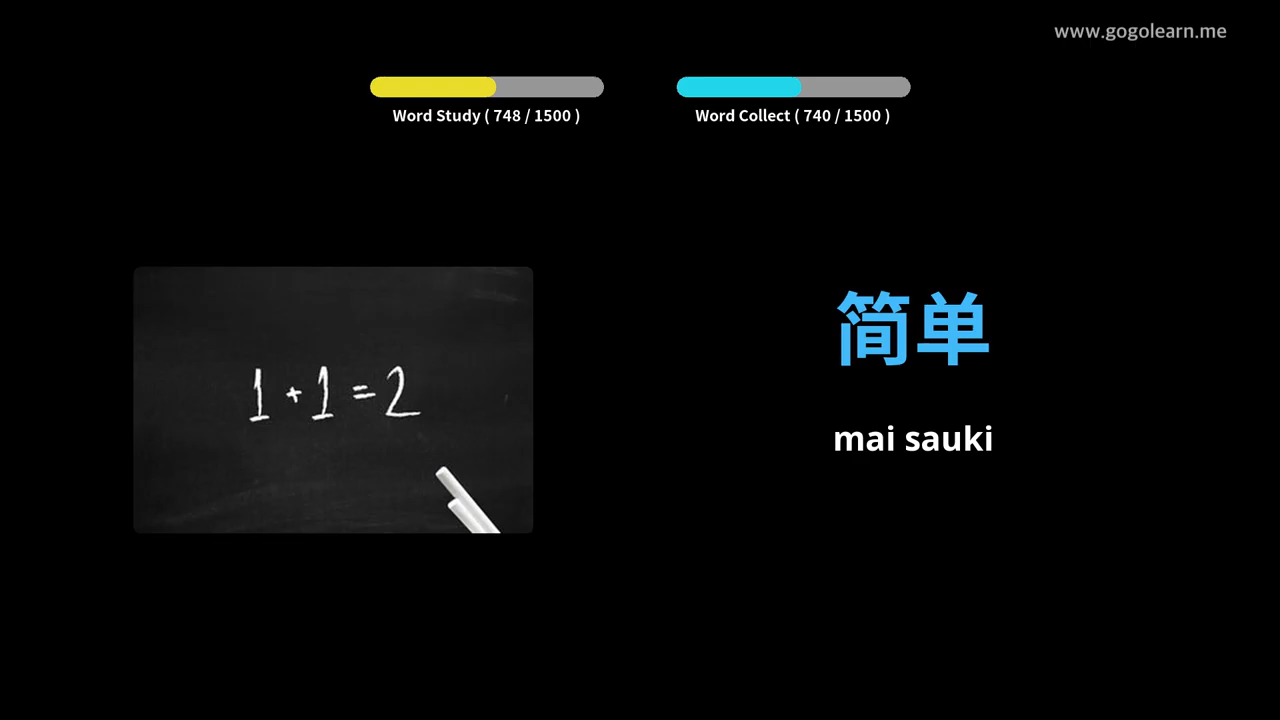 www.gogolearn.me
Word Study ( 748 / 1500 )
Word Collect ( 740 / 1500 )
简单
1 + 1 = 2
mai sauki